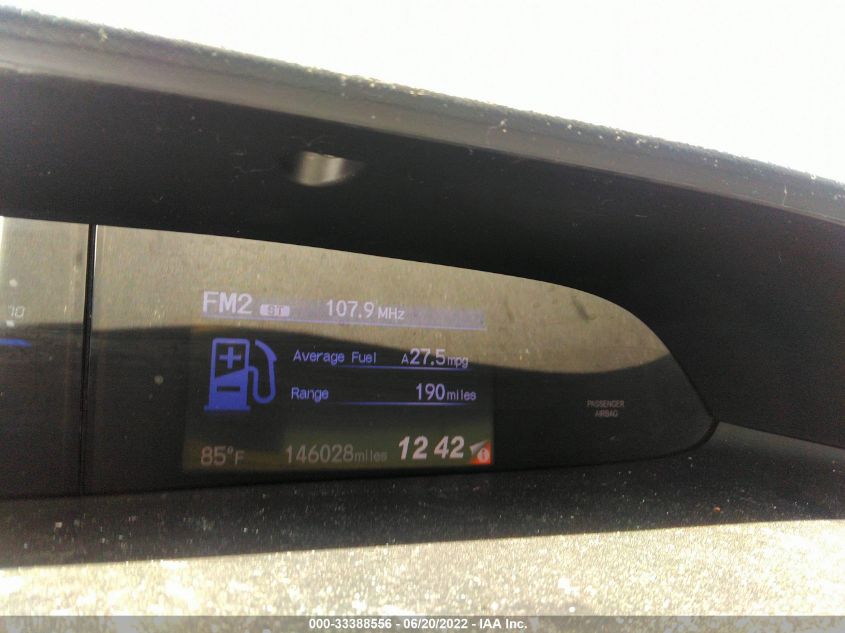 FM2 ST 107.9 MHz
70
Average Fuel A27.5mpg
Range 190miles
PASSENGER
AIRBAG
85°F 146028miles 12 42 i
000-33388556 - 06/20/2022 - IAA Inc.